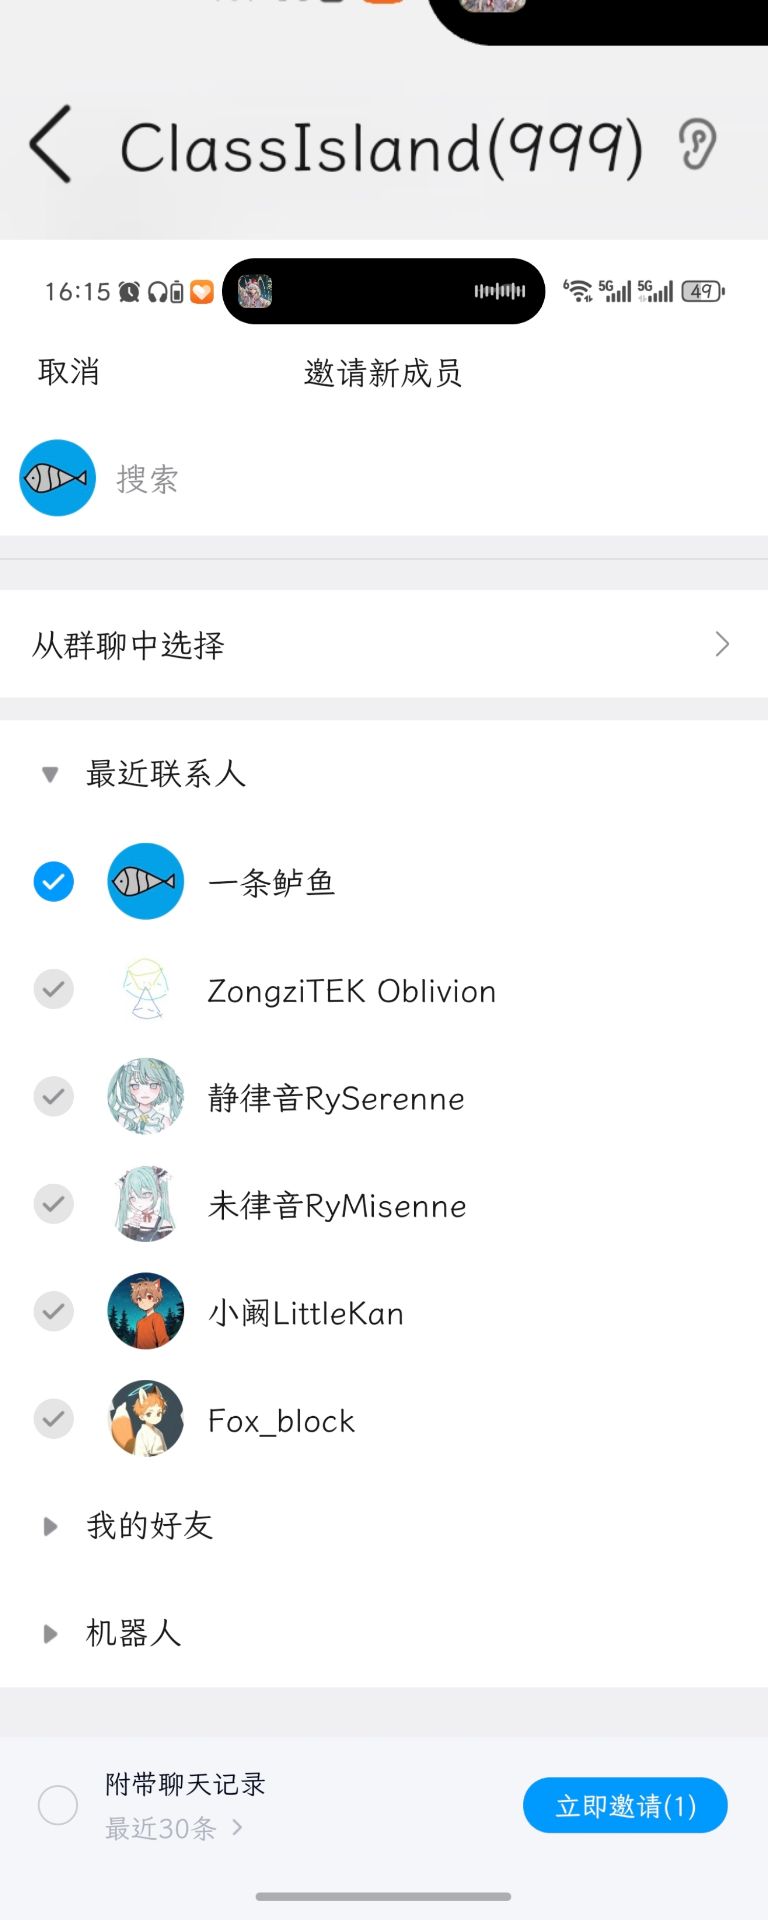 ClassIsland(999)
16:15
6 5G 5G 49
取消 邀请新成员
搜索
从群聊中选择
最近联系人
一条鲈鱼
ZongziTEK Oblivion
静律音RySerenne
未律音RyMisenne
小阚LittleKan
Fox_block
我的好友
机器人
附带聊天记录
最近30条
立即邀请(1)